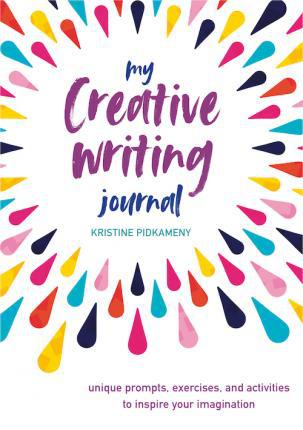 my
Creative
writing
journal
KRISTINE PIDKAMENY
unique prompts, exercises, and activities
to inspire your imagination